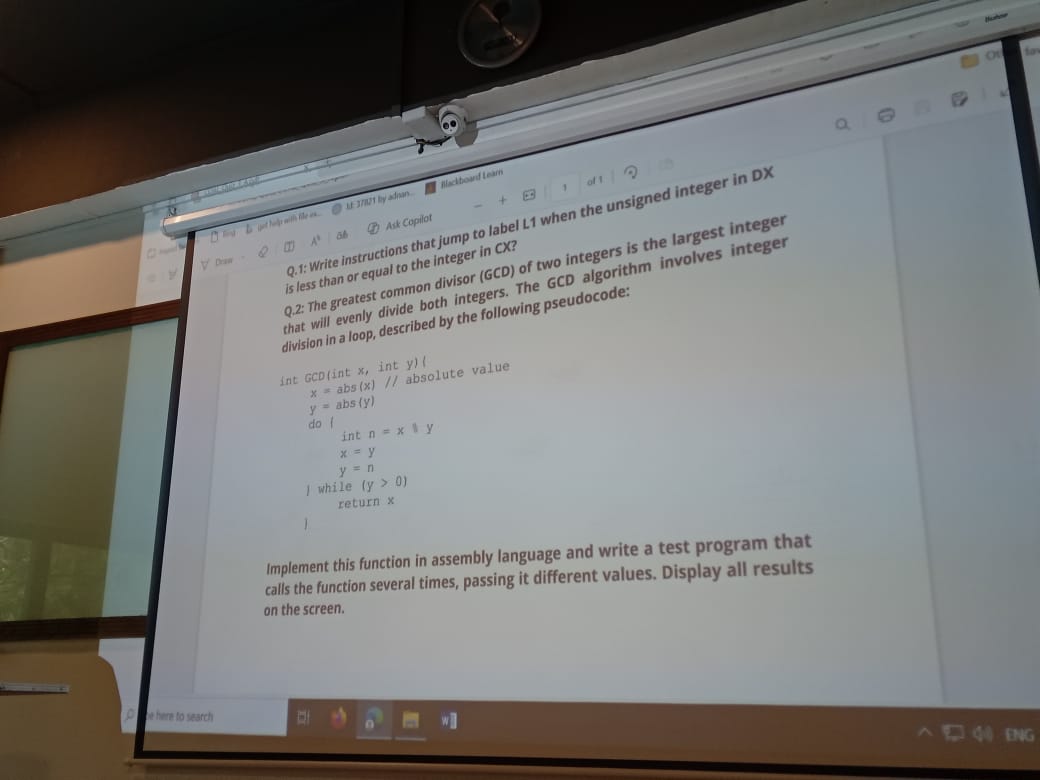 Id: 37821 by adnan...
Blackboard Learn
Draw
Ask Copilot
1 of 1
Q.1: Write instructions that jump to label L1 when the unsigned integer in DX
is less than or equal to the integer in CX?
Q.2: The greatest common divisor (GCD) of two integers is the largest integer
that will evenly divide both integers. The GCD algorithm involves integer
division in a loop, described by the following pseudocode:
int GCD(int x, int y){
x = abs(x) // absolute value
y = abs(y)
do {
int n = x % y
x = y
y = n
} while (y > 0)
return x
}
Implement this function in assembly language and write a test program that
calls the function several times, passing it different values. Display all results
on the screen.
here to search
ENG